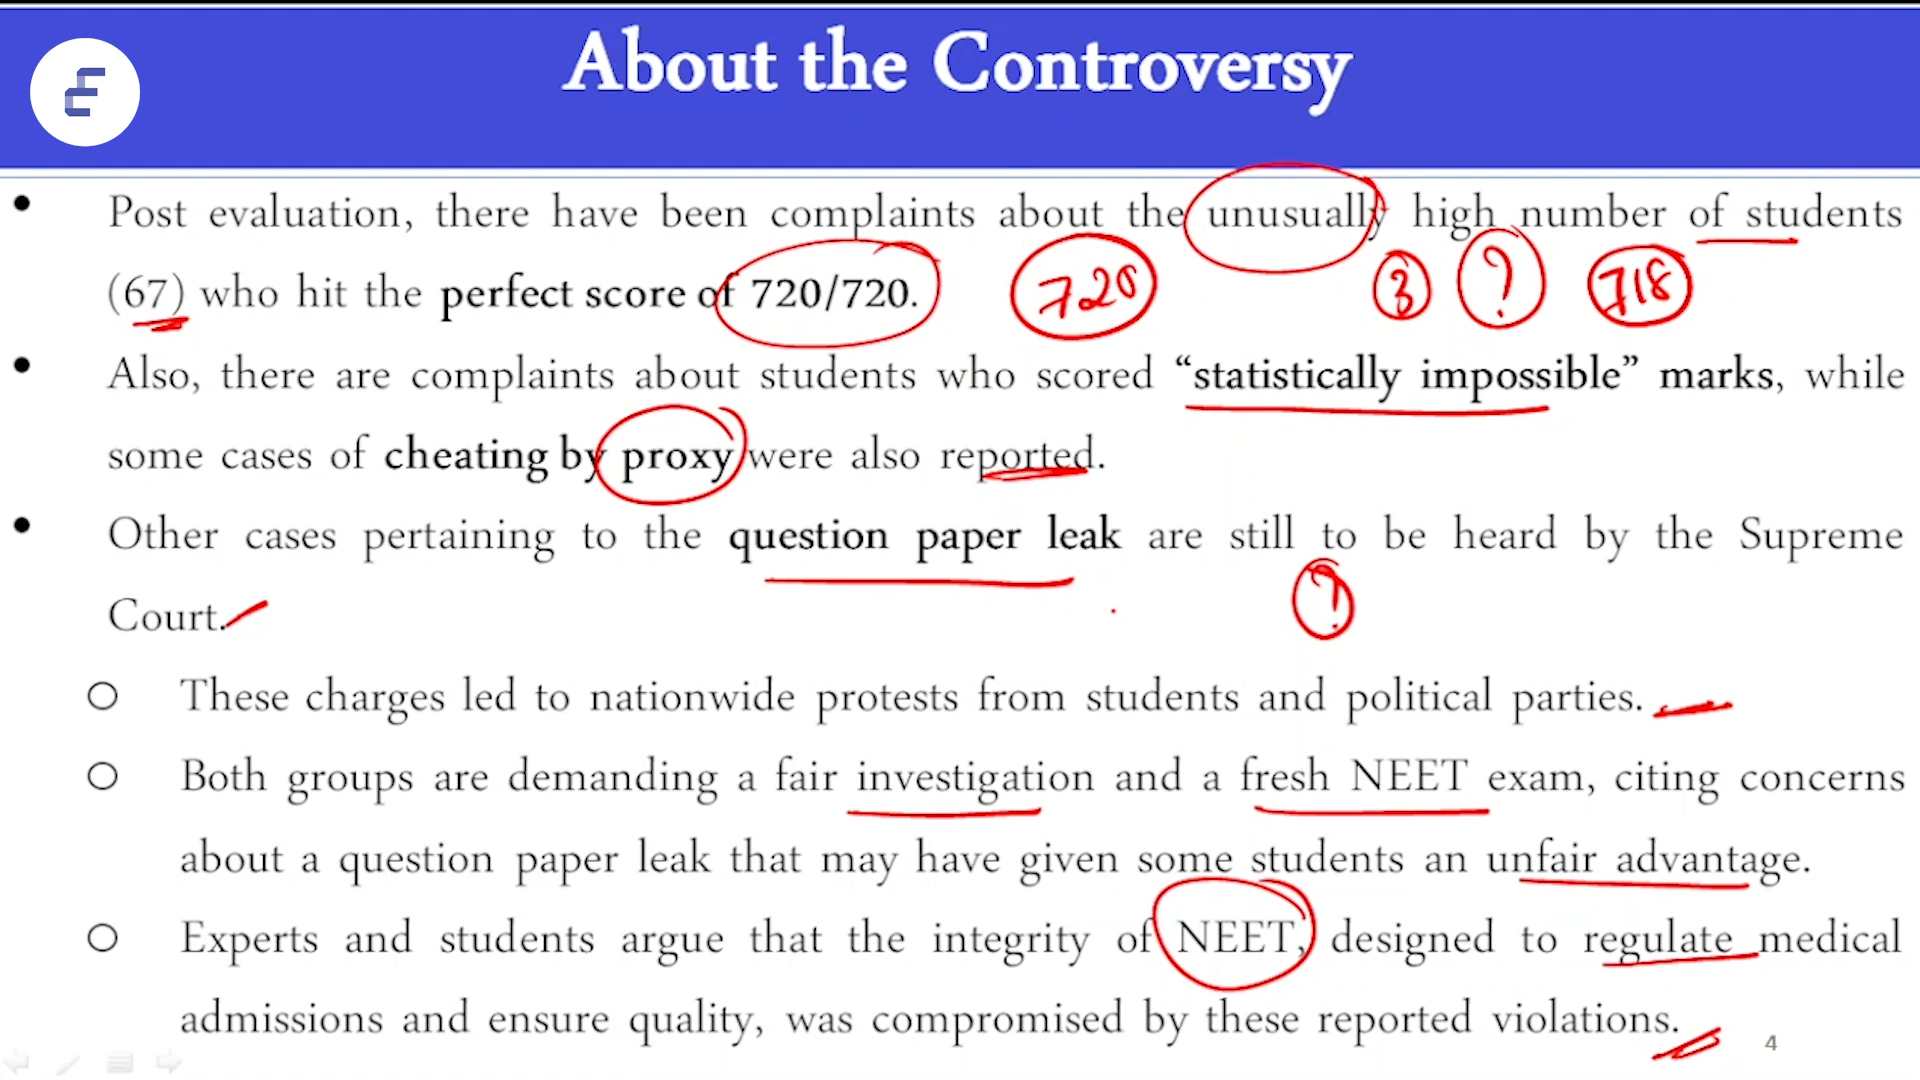 About the Controversy
• Post evaluation, there have been complaints about the unusually high number of students
(67) who hit the perfect score of 720/720.
720 3 ? 718
• Also, there are complaints about students who scored “statistically impossible” marks, while
some cases of cheating by proxy were also reported.
• Other cases pertaining to the question paper leak are still to be heard by the Supreme
Court.
?
○ These charges led to nationwide protests from students and political parties.
○ Both groups are demanding a fair investigation and a fresh NEET exam, citing concerns
about a question paper leak that may have given some students an unfair advantage.
○ Experts and students argue that the integrity of NEET, designed to regulate medical
admissions and ensure quality, was compromised by these reported violations.
4